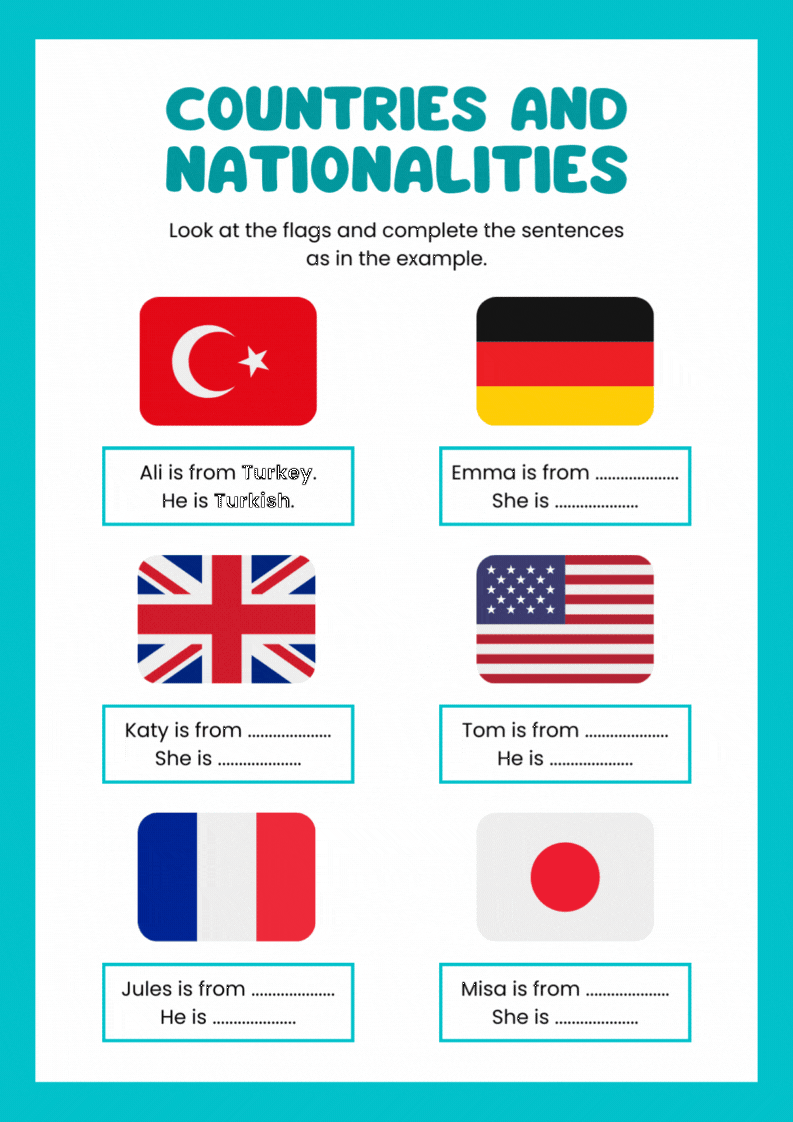 COUNTRIES AND
NATIONALITIES
Look at the flags and complete the sentences
as in the example.
Ali is from Turkey.
He is Turkish.
Emma is from ....................
She is ....................
Katy is from ....................
She is ....................
Tom is from ....................
He is ....................
Jules is from ....................
He is ....................
Misa is from ....................
She is ....................